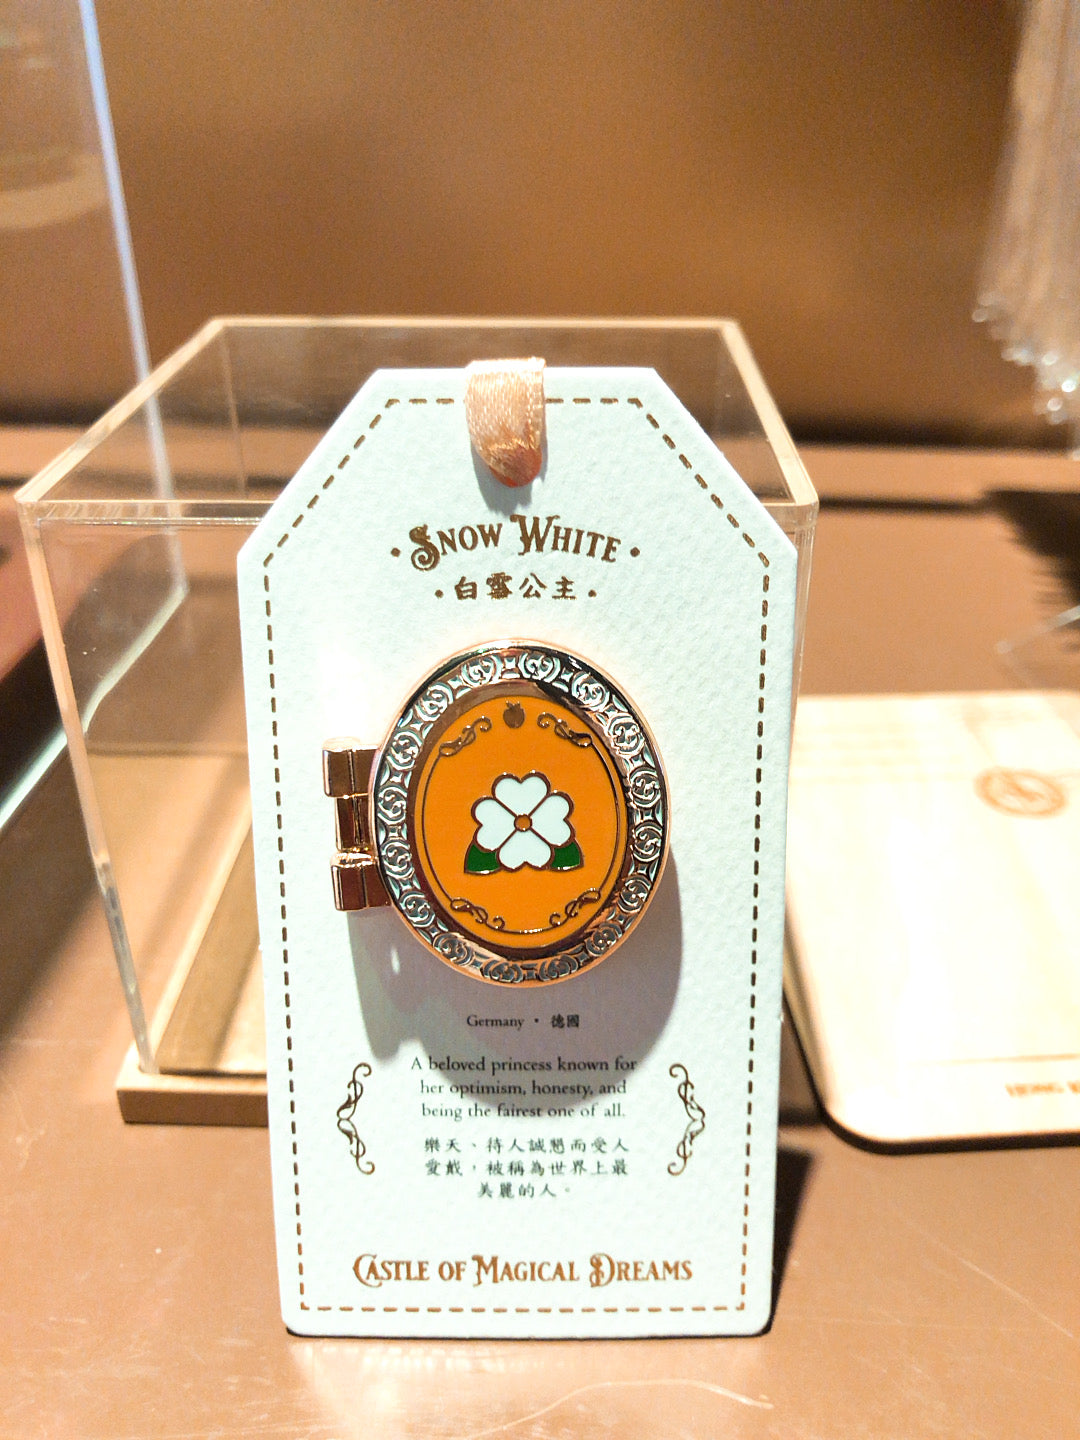 SNOW WHITE
白雪公主
Germany · 德國
A beloved princess known for
her optimism, honesty, and
being the fairest one of all.
樂天、待人誠懇而受人
愛戴，被稱為世界上最
美麗的人。
CASTLE OF MAGICAL DREAMS
HONG